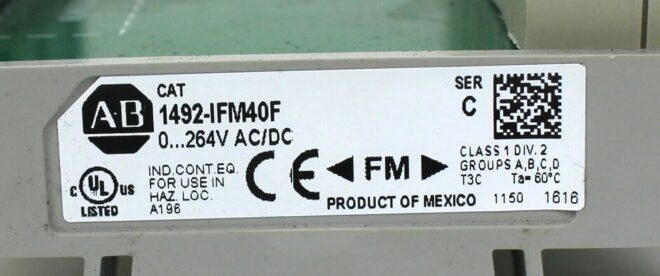 AB
CAT
1492-IFM40F
0...264V AC/DC
SER
C
c UL us
LISTED
IND.CONT.EQ.
FOR USE IN
HAZ. LOC.
A196
CE
FM
PRODUCT OF MEXICO
CLASS 1 DIV. 2
GROUPS A,B,C,D
T3C Ta= 60°C
1150 1616